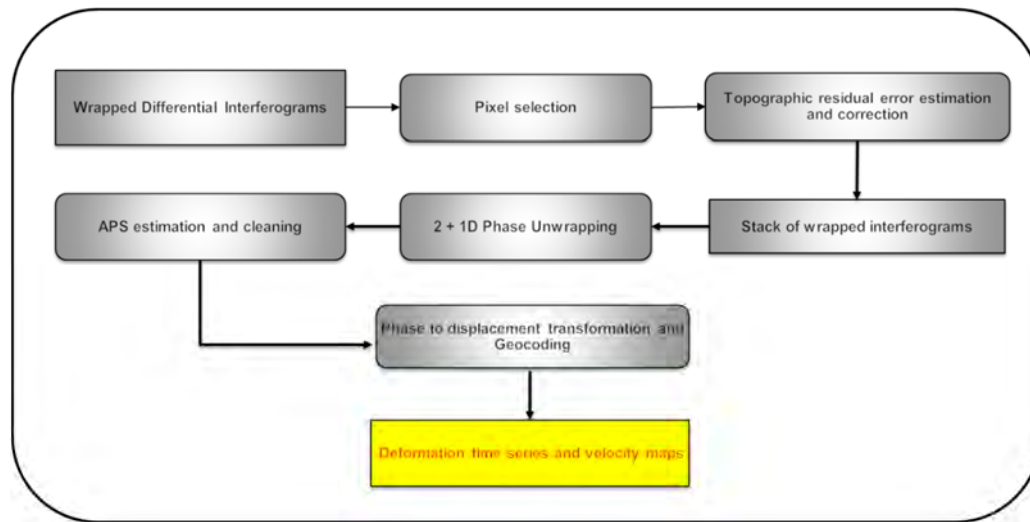 Wrapped Differential Interferograms
Pixel selection
Topographic residual error estimation
and correction
Stack of wrapped interferograms
2 + 1D Phase Unwrapping
APS estimation and cleaning
Phase to displacement transformation and
Geocoding
Deformation time series and velocity maps